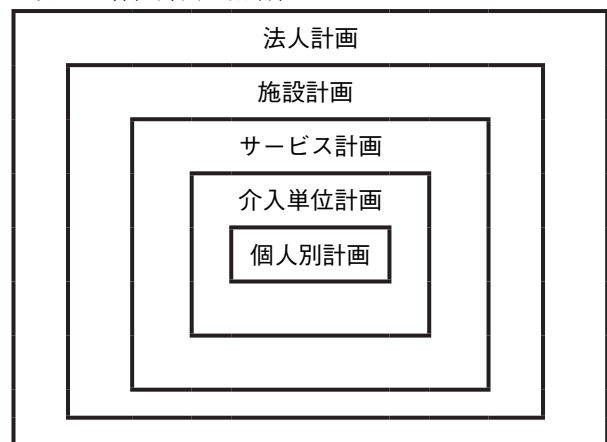 法人計画
施設計画
サービス計画
介入単位計画
個人別計画